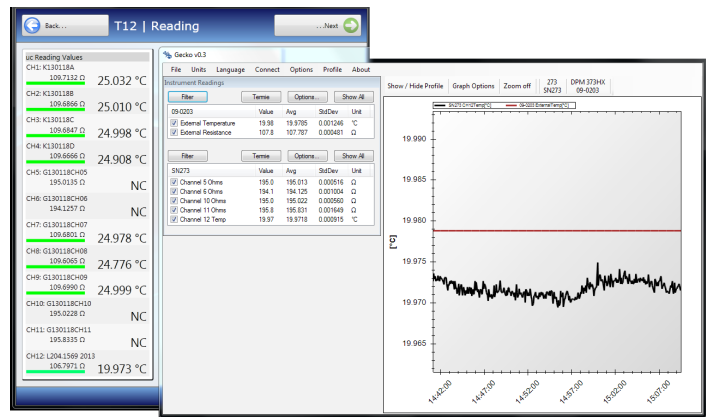 Back. . .
T12 | Reading
. . .Next
uc Reading Values
CH1: K130118A
109.7132 Ω
25.032 °C
CH2: K130118B
109.6866 Ω
25.010 °C
CH3: K130118C
109.6847 Ω
24.998 °C
CH4: K130118D
109.6666 Ω
24.908 °C
CH5: G130118CH05
195.0135 Ω
NC
CH6: G130118CH06
194.1257 Ω
NC
CH7: G130118CH07
109.6801 Ω
24.978 °C
CH8: G130118CH08
109.6065 Ω
24.776 °C
CH9: G130118CH09
109.6990 Ω
24.999 °C
CH10: G130118CH10
195.0228 Ω
NC
CH11: G130118CH11
195.8335 Ω
NC
CH12: L204.1569 2013
106.7971 Ω
19.973 °C
Gecko v0.3
File Units Language Connect Options Profile About
Instrument Readings
Filter Termie Options... Show All
09-0203 Value Avg StdDev Unit
External Temperature 19.98 19.9785 0.001246 °C
External Resistance 107.8 107.787 0.000481 Ω
Filter Termie Options... Show All
SN273 Value Avg StdDev Unit
Channel 5 Ohms 195.0 195.013 0.000516 Ω
Channel 6 Ohms 194.1 194.125 0.001004 Ω
Channel 10 Ohms 195.0 195.022 0.000560 Ω
Channel 11 Ohms 195.8 195.831 0.001649 Ω
Channel 12 Temp 19.97 19.9718 0.000915 °C
Show / Hide Profile Graph Options Zoom off
273
SN273
DPM 373HX
09-0203
SN273 CH12Temp[°C] 09-0203 ExternalTemp[°C]
19.990
19.985
19.980
19.975
19.970
19.965
[°C]
14:42:00 14:47:00 14:52:00 14:57:00 15:02:00 15:07:00